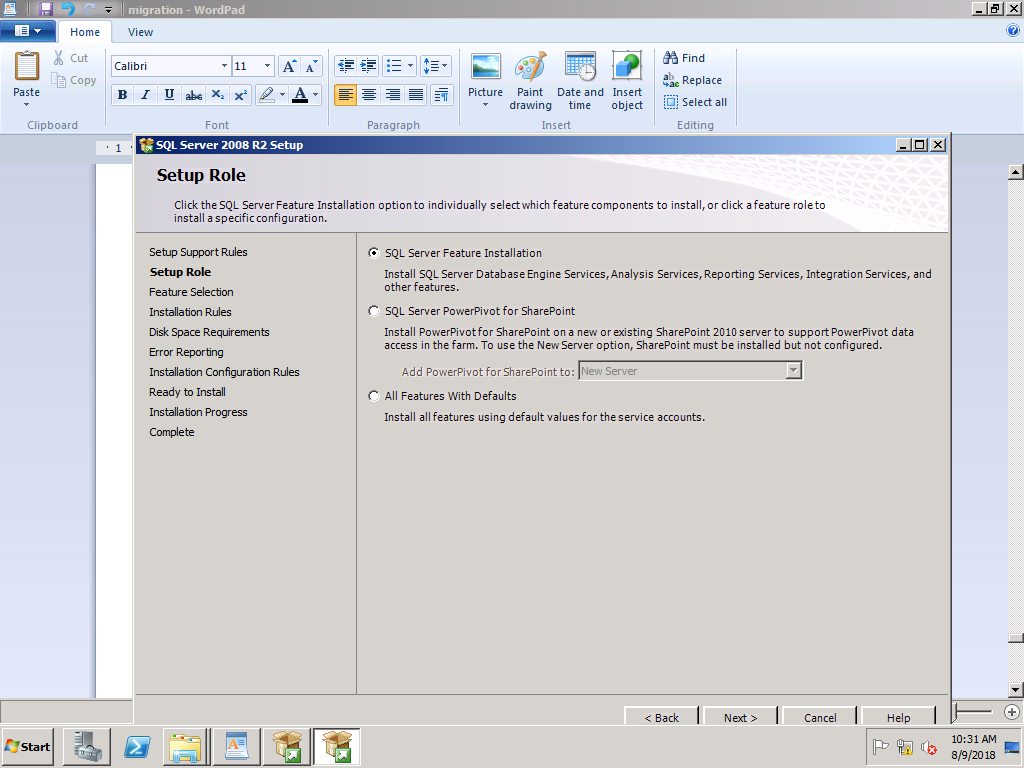 migration - WordPad
Home
View
Paste
Cut
Copy
Clipboard
Calibri
11
B I U abc X₂ X²
A
Font
Paragraph
Picture
Paint drawing
Date and time
Insert object
Insert
Find
Replace
Select all
Editing
1
SQL Server 2008 R2 Setup
Setup Role
Click the SQL Server Feature Installation option to individually select which feature components to install, or click a feature role to
install a specific configuration.
Setup Support Rules
Setup Role
Feature Selection
Installation Rules
Disk Space Requirements
Error Reporting
Installation Configuration Rules
Ready to Install
Installation Progress
Complete
SQL Server Feature Installation
Install SQL Server Database Engine Services, Analysis Services, Reporting Services, Integration Services, and
other features.
SQL Server PowerPivot for SharePoint
Install PowerPivot for SharePoint on a new or existing SharePoint 2010 server to support PowerPivot data
access in the farm. To use the New Server option, SharePoint must be installed but not configured.
Add PowerPivot for SharePoint to: New Server
All Features With Defaults
Install all features using default values for the service accounts.
< Back
Next >
Cancel
Help
Start
10:31 AM
8/9/2018